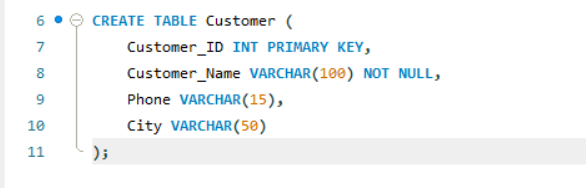 6 CREATE TABLE Customer (
7 Customer_ID INT PRIMARY KEY,
8 Customer_Name VARCHAR(100) NOT NULL,
9 Phone VARCHAR(15),
10 City VARCHAR(50)
11 );